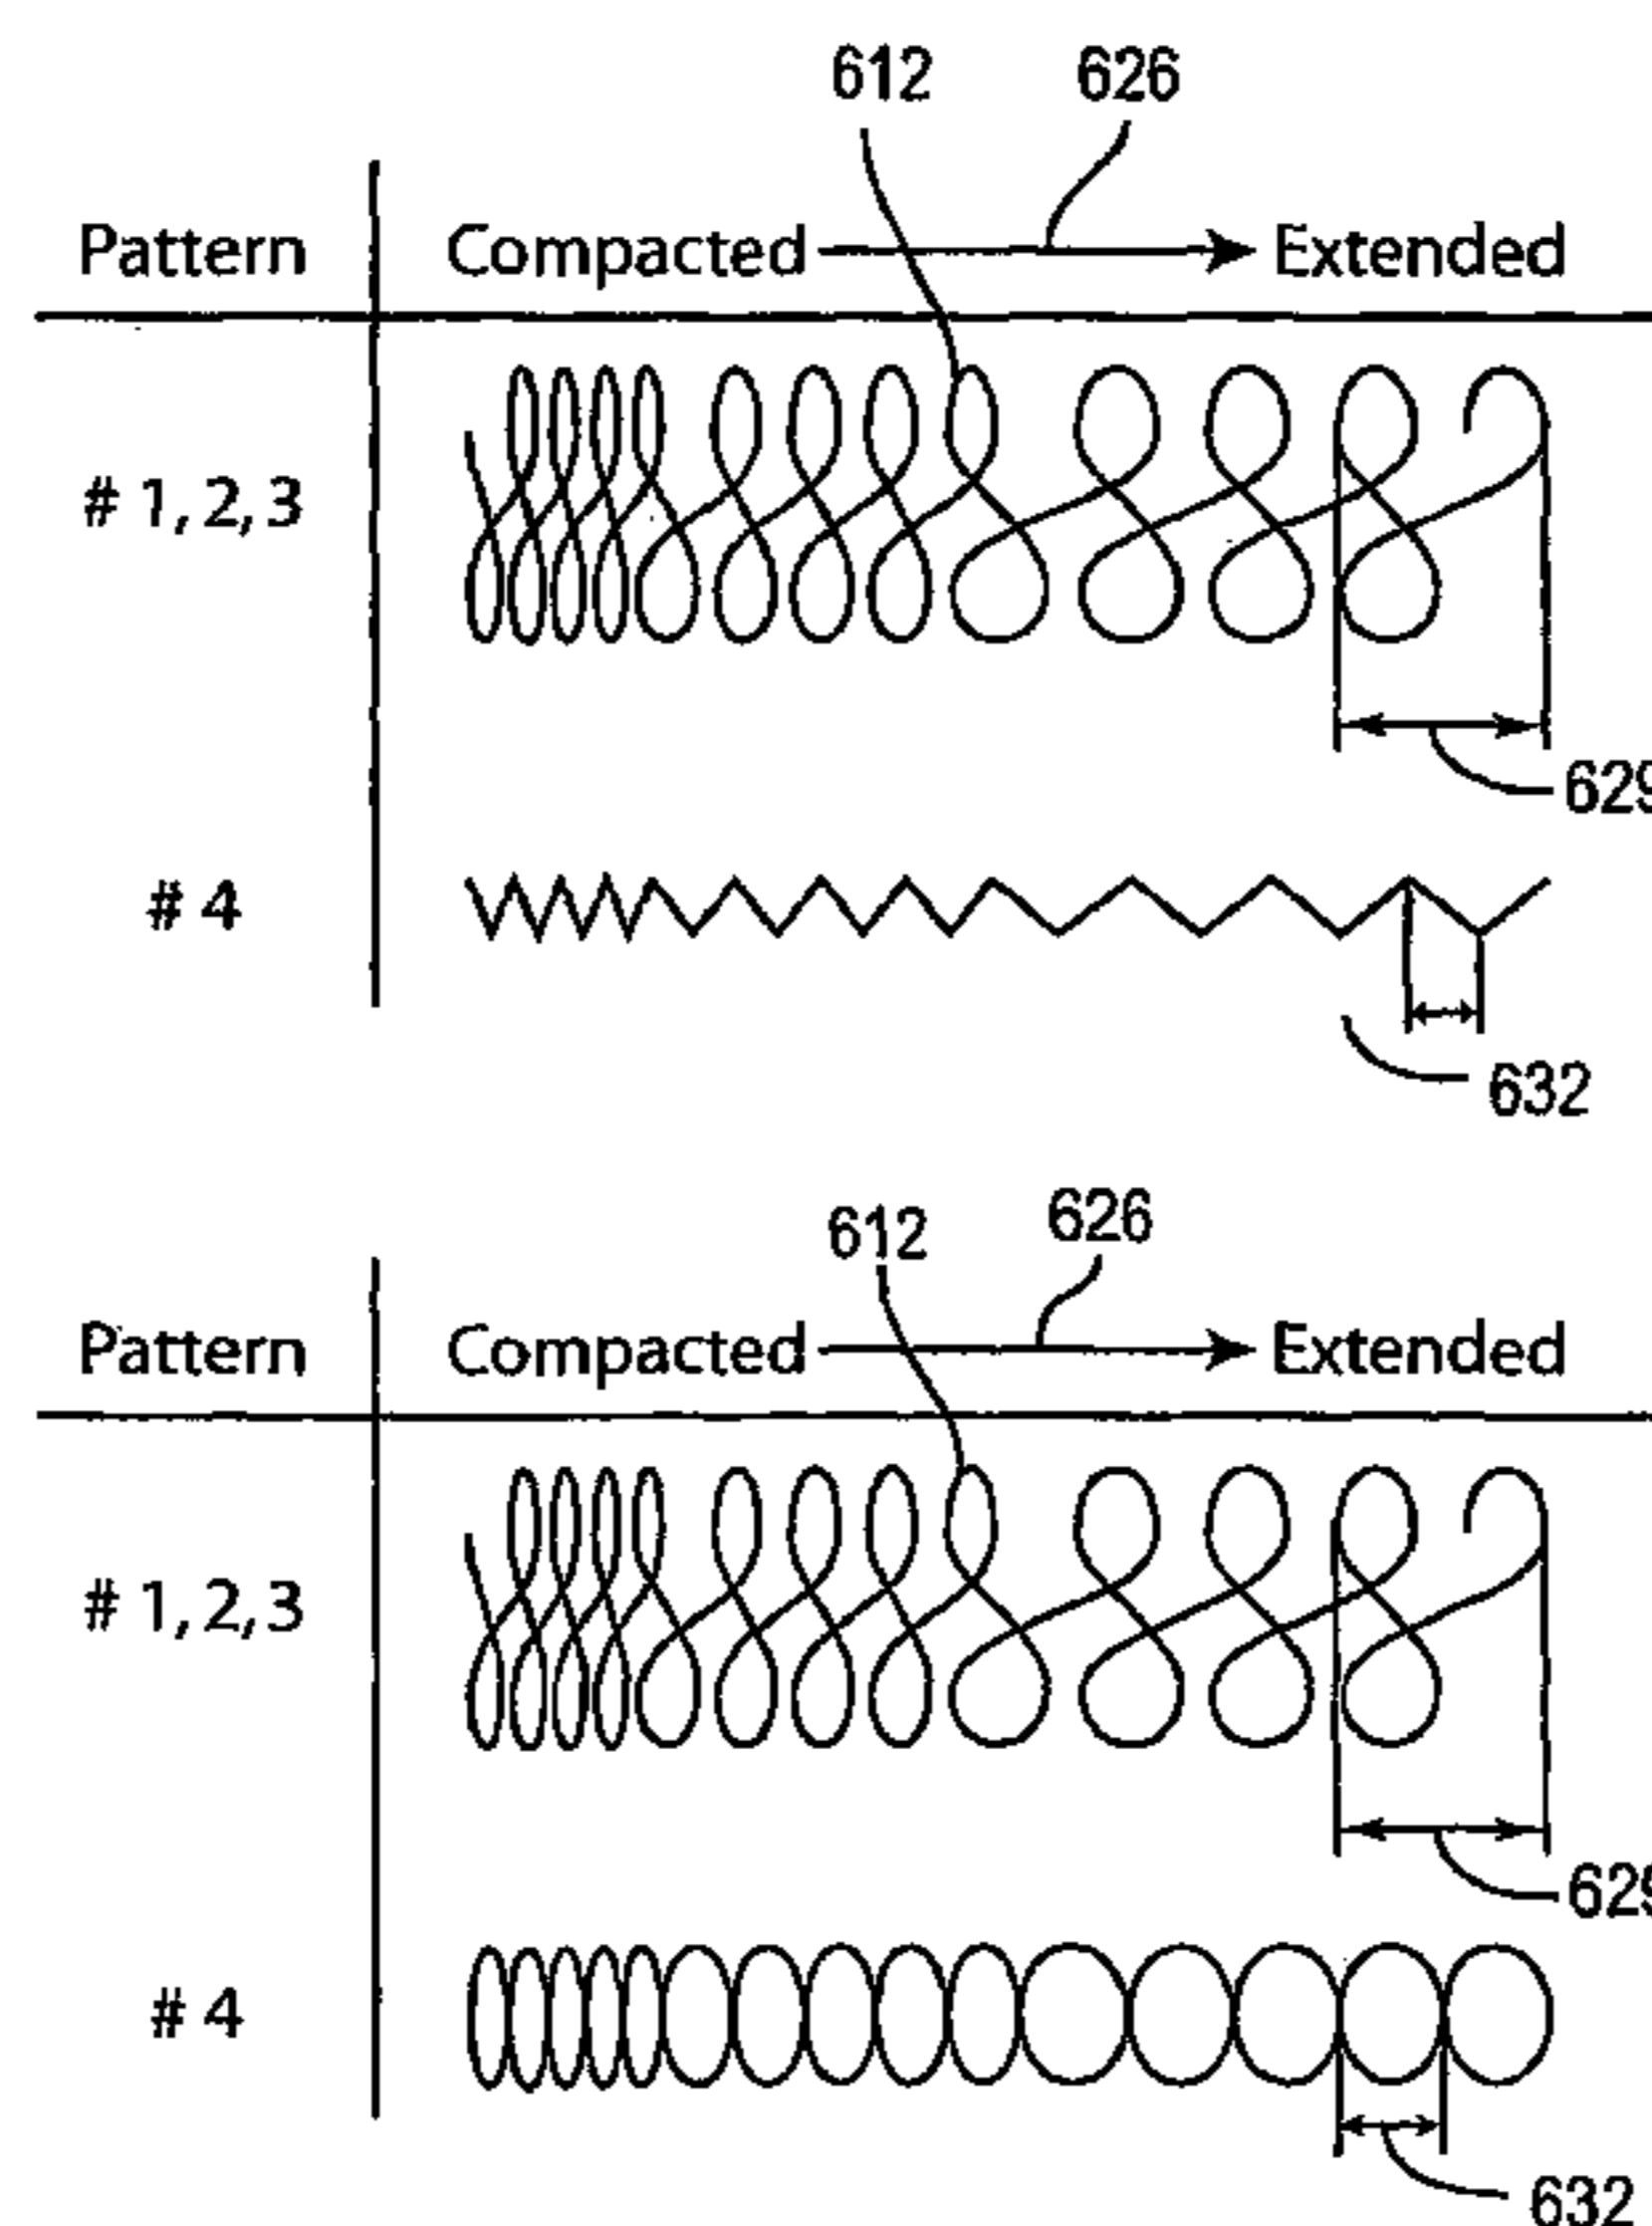 612 626
Pattern Compacted Extended
# 1, 2, 3
629
# 4
632
612 626
Pattern Compacted Extended
# 1, 2, 3
629
# 4
632